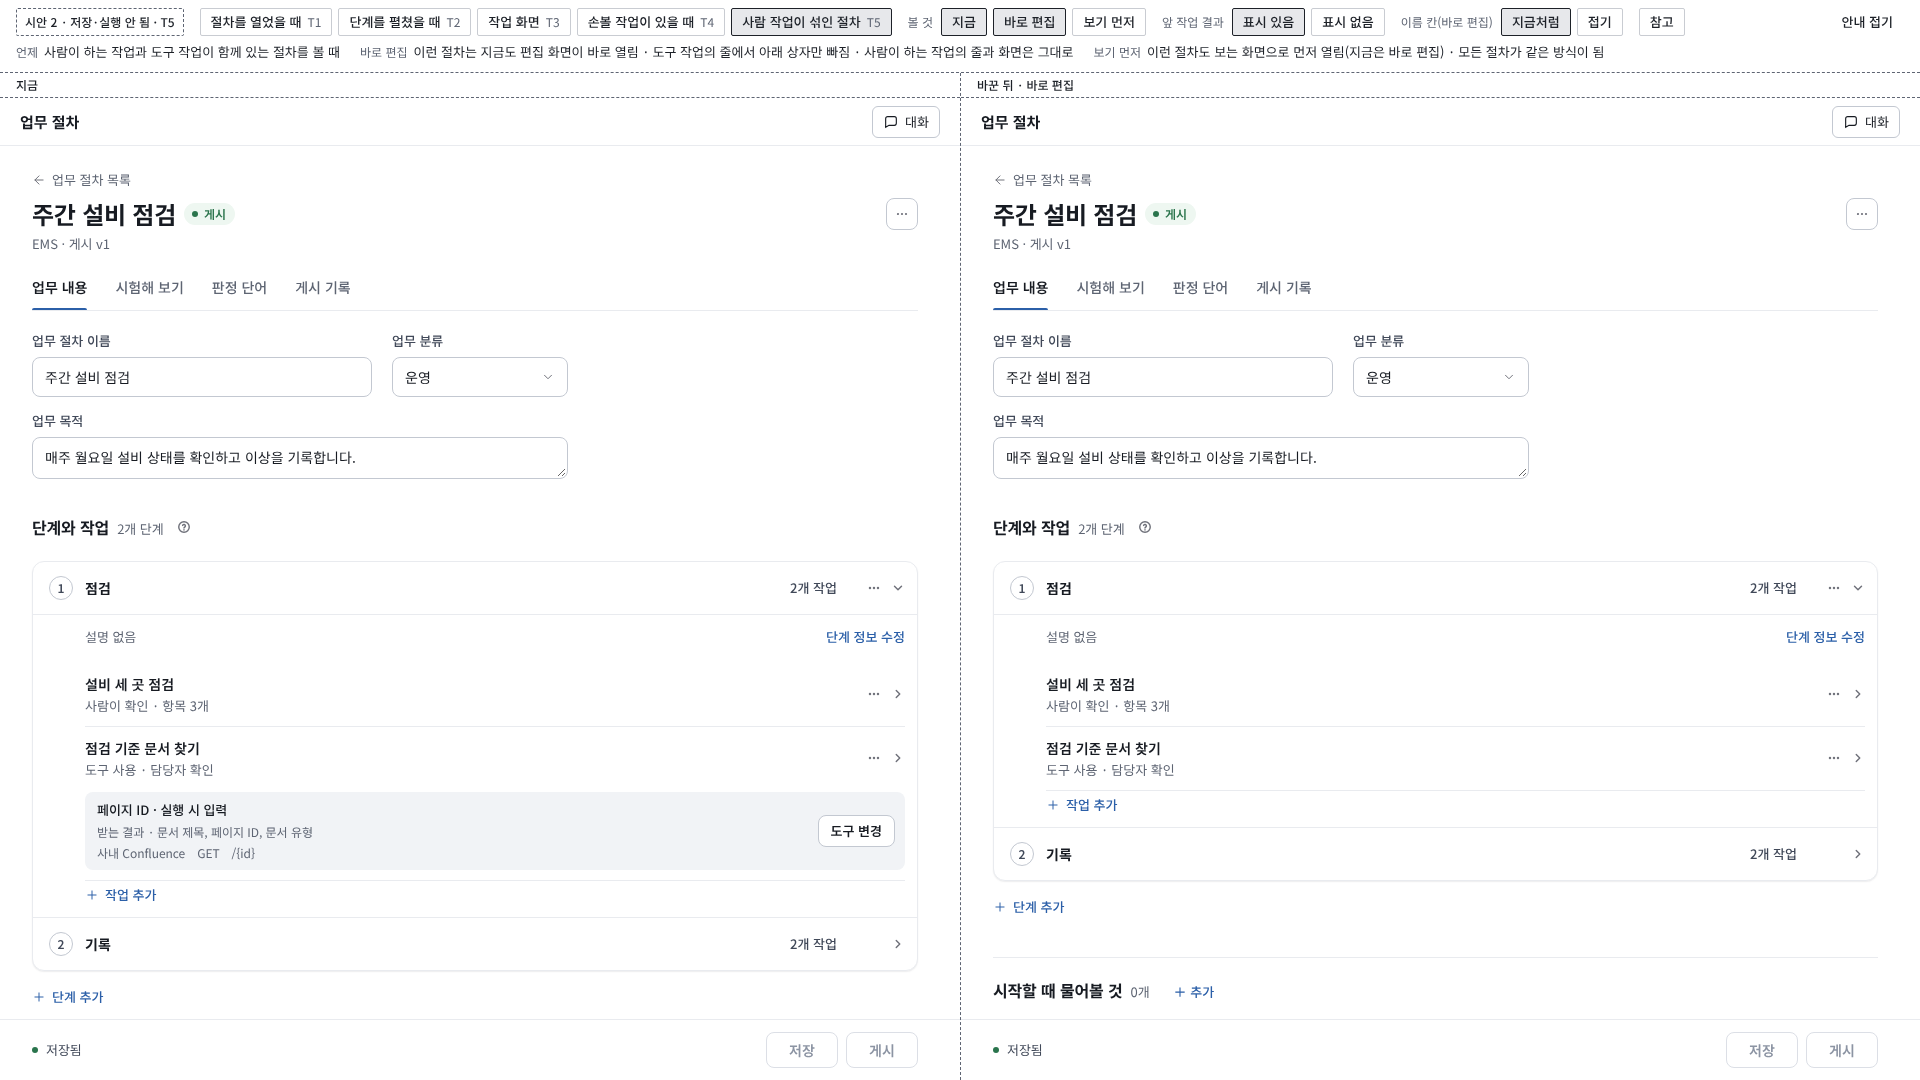 시안 2 · 저장·실행 안 됨 · T5
절차를 열었을 때 T1
단계를 펼쳤을 때 T2
작업 화면 T3
손볼 작업이 있을 때 T4
사람 작업이 섞인 절차 T5
볼 것
지금
바로 편집
보기 먼저
앞 작업 결과
표시 있음
표시 없음
이름 칸(바로 편집)
지금처럼
접기
참고
안내 접기
언제 사람이 하는 작업과 도구 작업이 함께 있는 절차를 볼 때
바로 편집 이런 절차는 지금도 편집 화면이 바로 열림 · 도구 작업의 줄에서 아래 상자만 빠짐 · 사람이 하는 작업의 줄과 화면은 그대로
보기 먼저 이런 절차도 보는 화면으로 먼저 열림(지금은 바로 편집) · 모든 절차가 같은 방식이 됨
지금
업무 절차
대화
업무 절차 목록
주간 설비 점검
게시
...
EMS · 게시 v1
업무 내용
시험해 보기
판정 단어
게시 기록
업무 절차 이름
업무 분류
주간 설비 점검
운영
업무 목적
매주 월요일 설비 상태를 확인하고 이상을 기록합니다.
단계와 작업 2개 단계
1 점검
2개 작업
설명 없음
단계 정보 수정
설비 세 곳 점검
사람이 확인 · 항목 3개
점검 기준 문서 찾기
도구 사용 · 담당자 확인
페이지 ID · 실행 시 입력
받는 결과 · 문서 제목, 페이지 ID, 문서 유형
사내 Confluence GET /{id}
도구 변경
+ 작업 추가
2 기록
2개 작업
+ 단계 추가
저장됨
저장
게시
바꾼 뒤 · 바로 편집
업무 절차
대화
업무 절차 목록
주간 설비 점검
게시
...
EMS · 게시 v1
업무 내용
시험해 보기
판정 단어
게시 기록
업무 절차 이름
업무 분류
주간 설비 점검
운영
업무 목적
매주 월요일 설비 상태를 확인하고 이상을 기록합니다.
단계와 작업 2개 단계
1 점검
2개 작업
설명 없음
단계 정보 수정
설비 세 곳 점검
사람이 확인 · 항목 3개
점검 기준 문서 찾기
도구 사용 · 담당자 확인
+ 작업 추가
2 기록
2개 작업
+ 단계 추가
시작할 때 물어볼 것 0개
+ 추가
저장됨
저장
게시